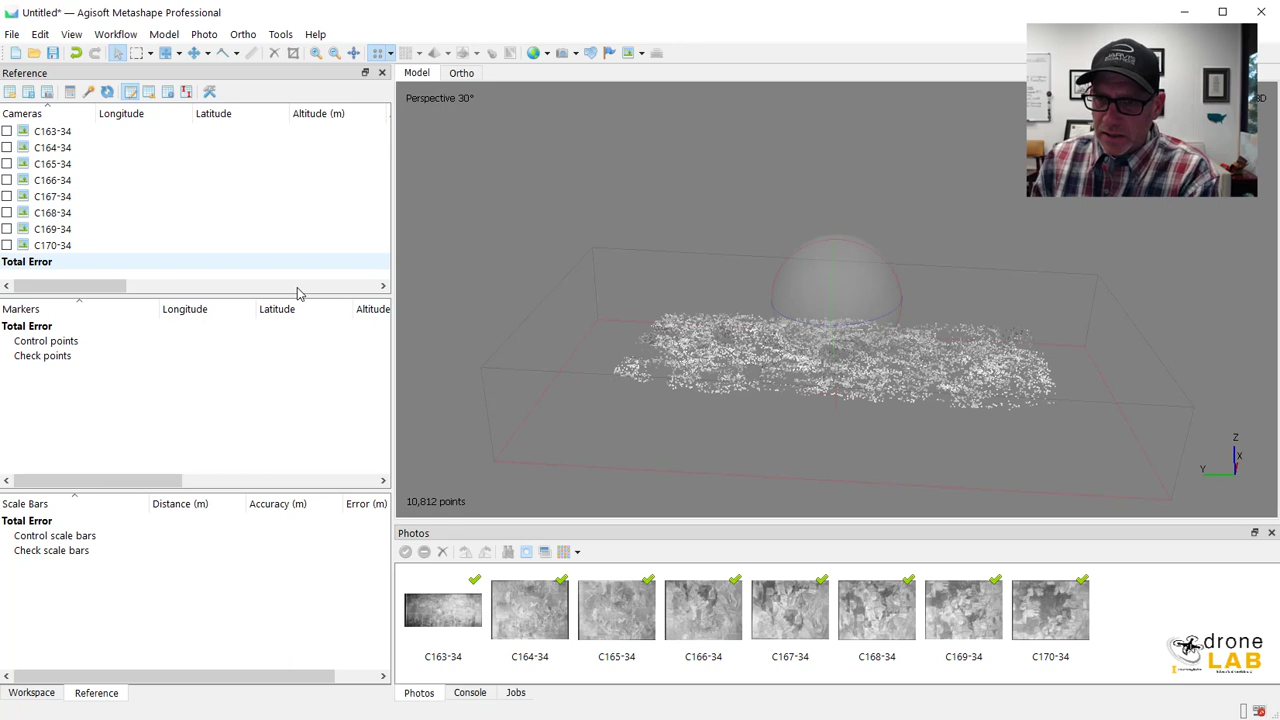 Untitled* — Agisoft Metashape Professional
File Edit View Workflow Model Photo Ortho Tools Help
Reference
Model Ortho
Perspective 30°
Cameras Longitude Latitude Altitude (m)
C163-34
C164-34
C165-34
C166-34
C167-34
C168-34
C169-34
C170-34
Total Error
Markers Longitude Latitude Altitude
Total Error
Control points
Check points
Z
X
Y
10,812 points
Scale Bars Distance (m) Accuracy (m) Error (m)
Total Error
Control scale bars
Check scale bars
Photos
C163-34 C164-34 C165-34 C166-34 C167-34 C168-34 C169-34 C170-34
drone
LAB
Workspace Reference
Photos Console Jobs